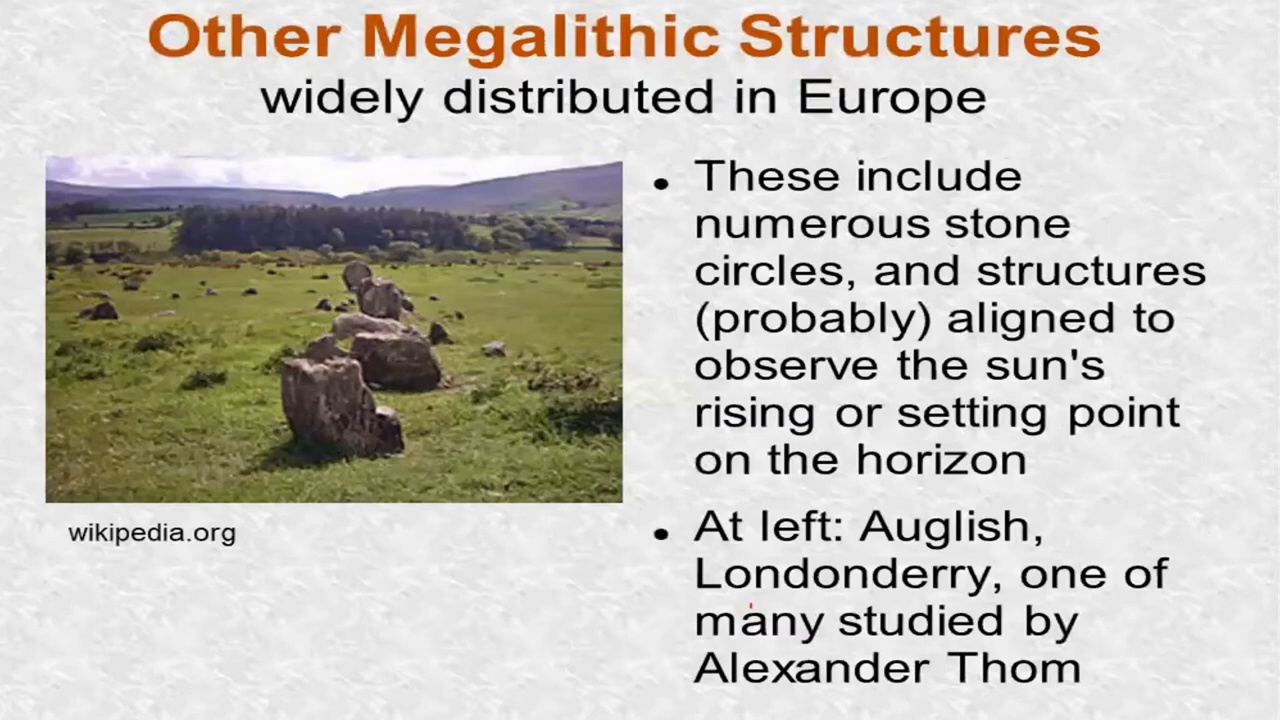 Other Megalithic Structures
widely distributed in Europe
• These include
numerous stone
circles, and structures
(probably) aligned to
observe the sun's
rising or setting point
on the horizon
wikipedia.org
• At left: Auglish,
Londonderry, one of
many studied by
Alexander Thom